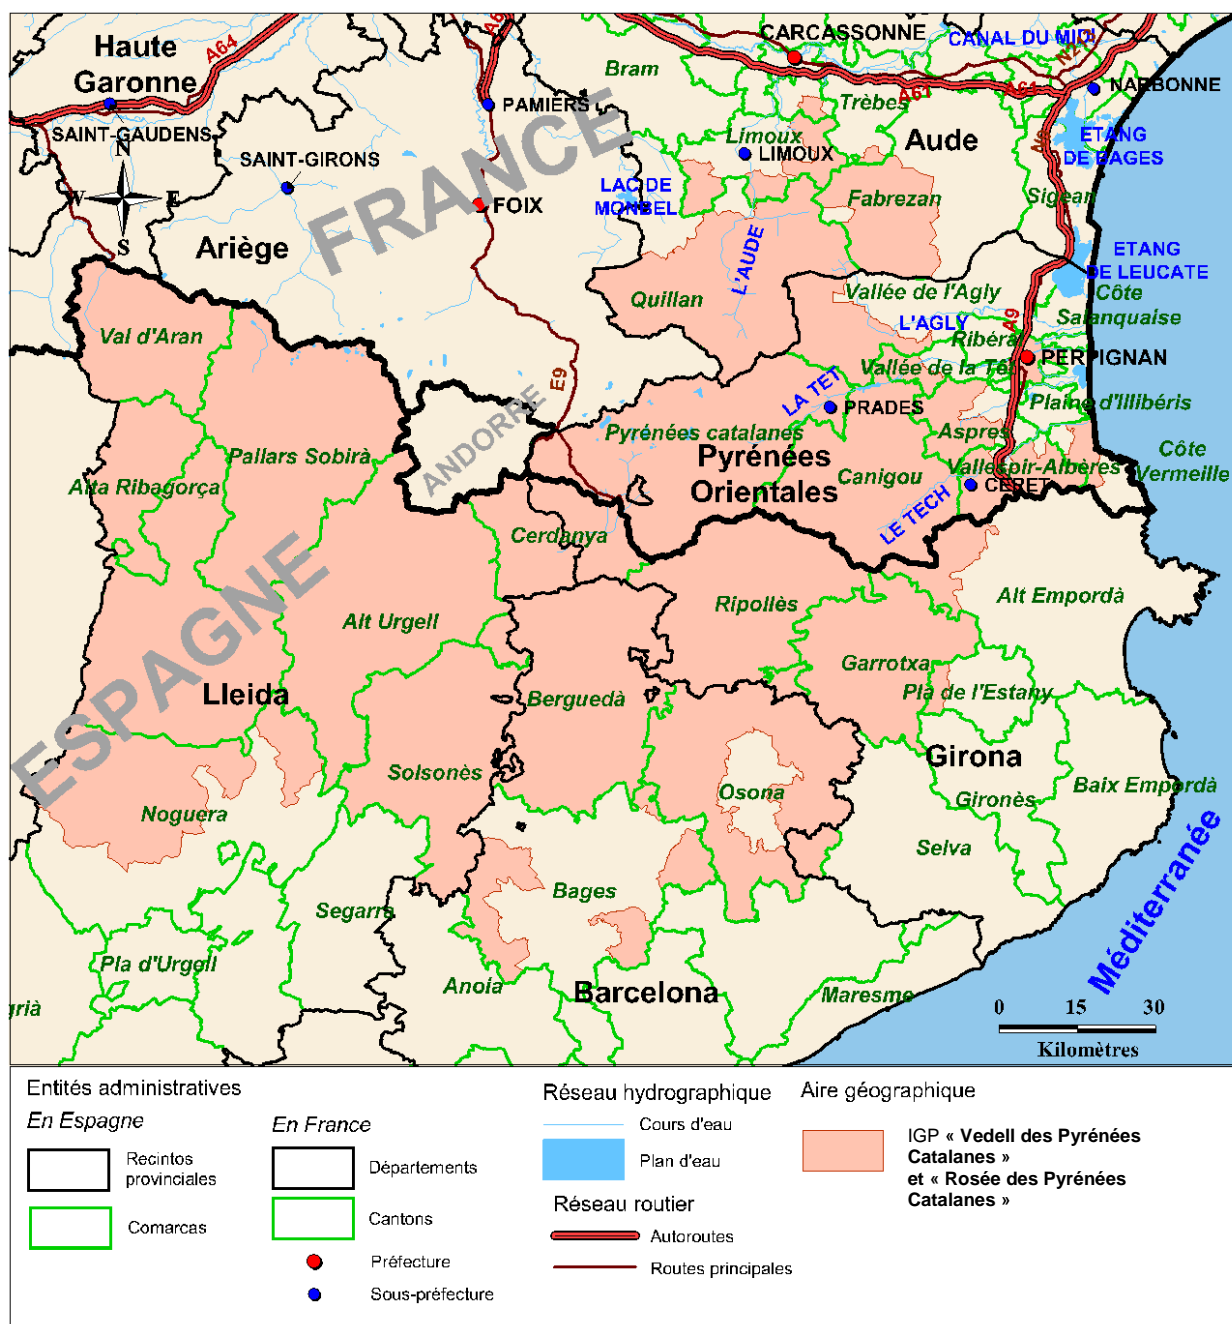 Haute
Garonne
A64
A6
CARCASSONNE
CANAL DU MIDI
Bram
A61
A61
NARBONNE
PAMIERS
SAINT-GAUDENS
Trèbes
Limoux
LIMOUX
Aude
ETANG
DE BAGES
SAINT-GIRONS
N
W
E
S
FRANCE
LAC DE
MONBEL
FOIX
Fabrezan
Sigean
Ariège
L'AUDE
ETANG
DE LEUCATE
Quillan
Vallée de l'Agly
Côte
Salanquaise
L'AGLY
A9
Val d'Aran
PERPIGNAN
Vallée de la Têt
E9
LA TET
PRADES
Plaine d'Illibéris
ANDORRE
Pyrénées catalanes
Aspres
Pallars Sobirà
Pyrénées
Orientales
Canigou
Vallespir-Albères
Côte
Vermeille
Alta Ribagorça
CERET
LE TECH
Cerdanya
ESPAGNE
Ripollès
Alt Empordà
Alt Urgell
Garrotxa
Pla de l'Estany
Lleida
Berguedà
Girona
Solsonès
Osona
Gironès
Baix Empordà
Noguera
Selva
Méditerranée
Bages
Segarra
Pla d'Urgell
Anoia
Barcelona
Maresme
grià
0 15 30
Kilomètres
Entités administratives
En Espagne
Recintos
provinciales
Comarcas
En France
Départements
Cantons
Préfecture
Sous-préfecture
Réseau hydrographique
Cours d'eau
Plan d'eau
Réseau routier
Autoroutes
Routes principales
Aire géographique
IGP « Vedell des Pyrénées
Catalanes »
et « Rosée des Pyrénées
Catalanes »